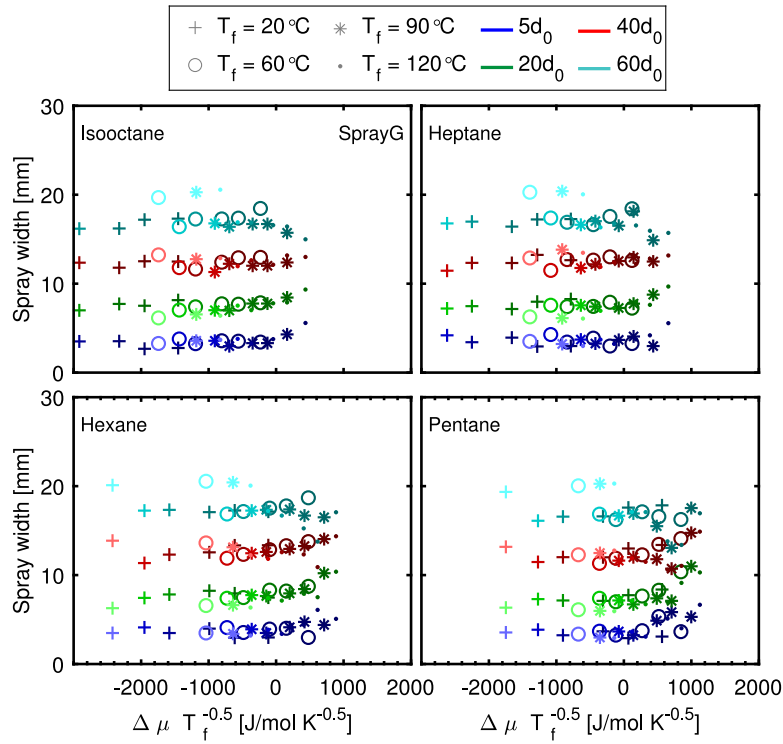 + T_f = 20 °C * T_f = 90 °C 5d_0 40d_0
○ T_f = 60 °C · T_f = 120 °C 20d_0 60d_0
30
20
10
0
Spray width [mm]
Isooctane
SprayG
Heptane
30
20
10
0
Spray width [mm]
Hexane
Pentane
-2000 -1000 0 1000 2000
-2000 -1000 0 1000 2000
Δ μ T_f^-0.5 [J/mol K^-0.5]
Δ μ T_f^-0.5 [J/mol K^-0.5]